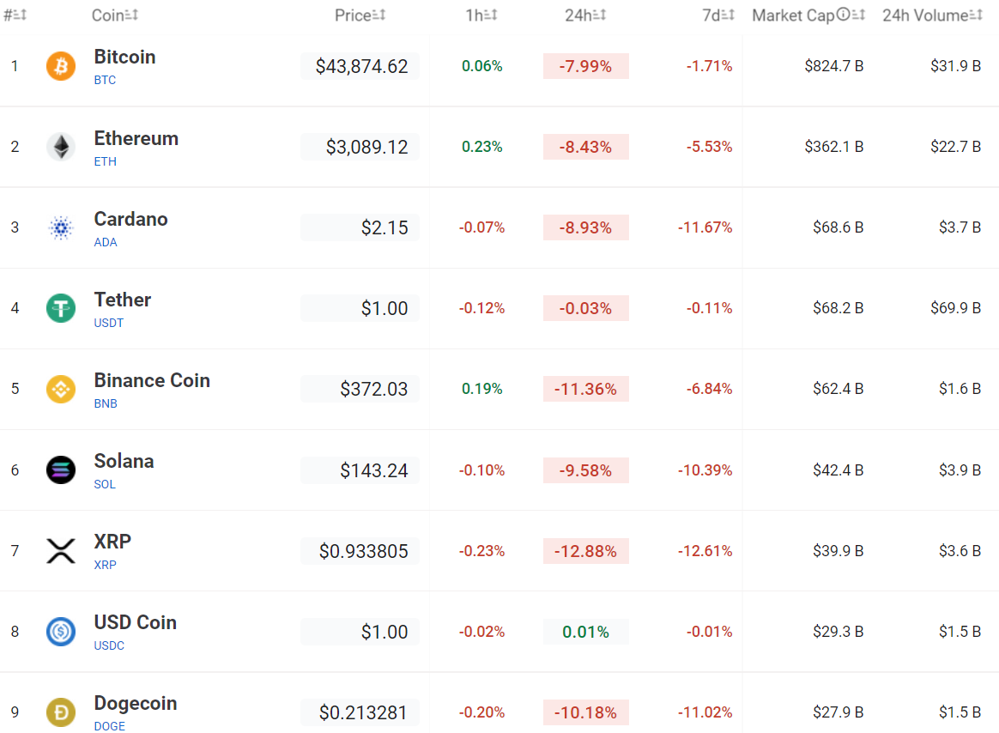 # Coin Price 1h 24h 7d Market Cap 24h Volume
1 Bitcoin BTC $43,874.62 0.06% -7.99% -1.71% $824.7 B $31.9 B
2 Ethereum ETH $3,089.12 0.23% -8.43% -5.53% $362.1 B $22.7 B
3 Cardano ADA $2.15 -0.07% -8.93% -11.67% $68.6 B $3.7 B
4 Tether USDT $1.00 -0.12% -0.03% -0.11% $68.2 B $69.9 B
5 Binance Coin BNB $372.03 0.19% -11.36% -6.84% $62.4 B $1.6 B
6 Solana SOL $143.24 -0.10% -9.58% -10.39% $42.4 B $3.9 B
7 XRP XRP $0.933805 -0.23% -12.88% -12.61% $39.9 B $3.6 B
8 USD Coin USDC $1.00 -0.02% 0.01% -0.01% $29.3 B $1.5 B
9 Dogecoin DOGE $0.213281 -0.20% -10.18% -11.02% $27.9 B $1.5 B